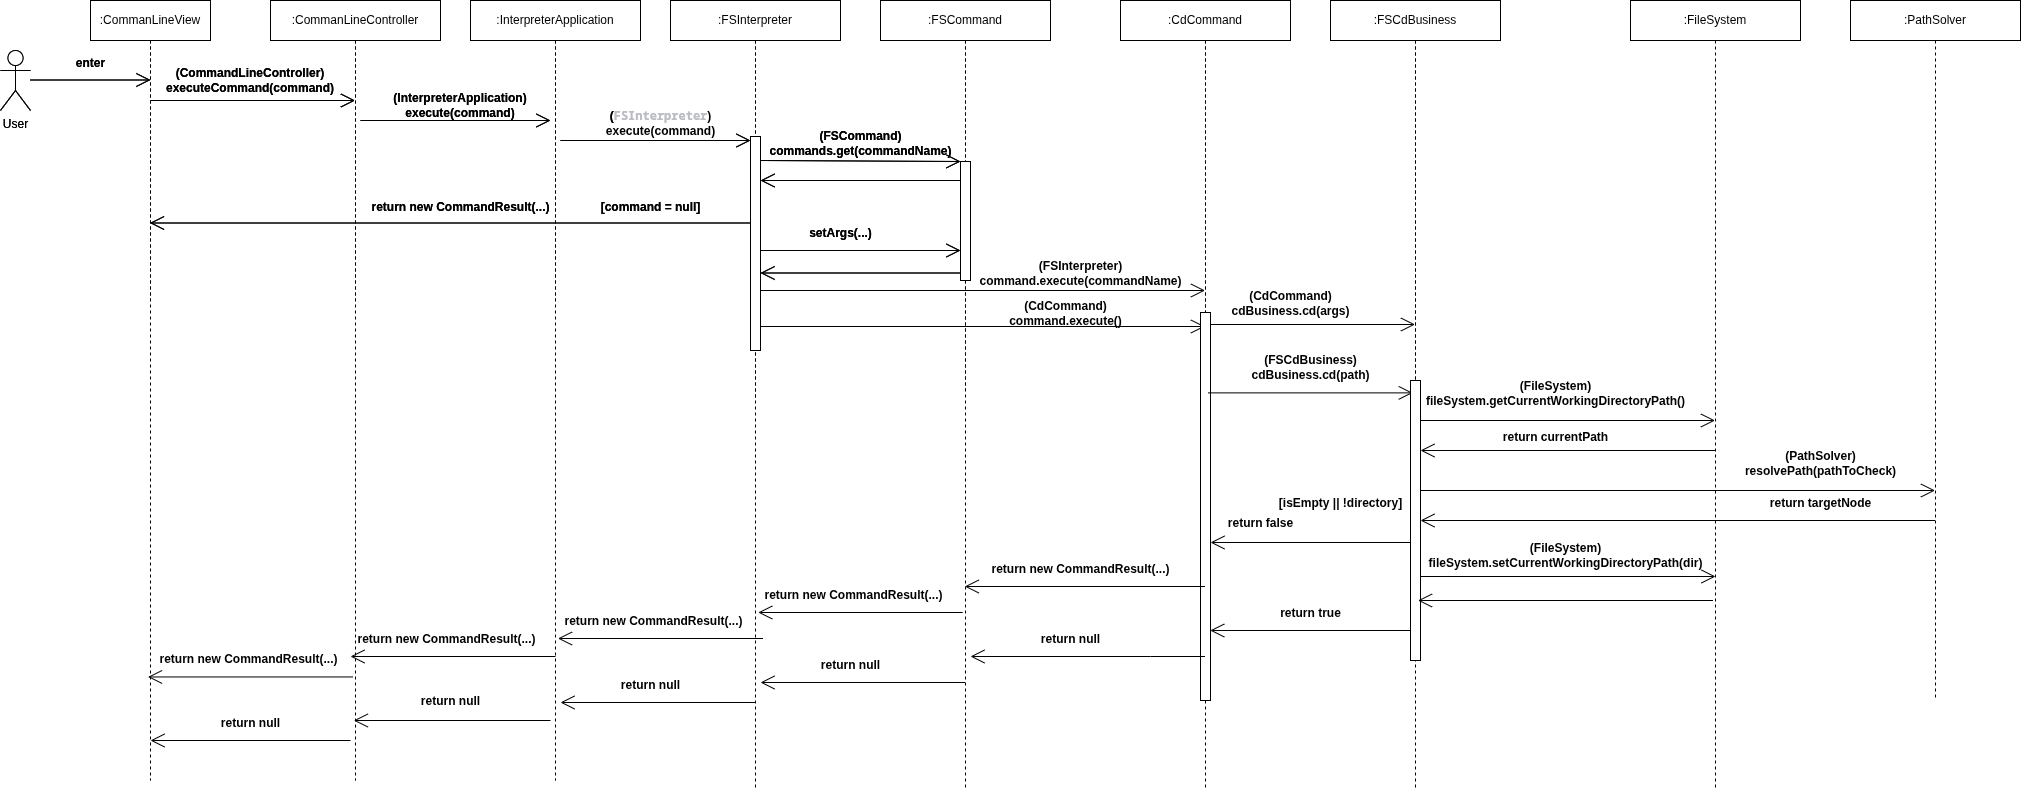 :CommanLineView
:CommanLineController
:InterpreterApplication
:FSInterpreter
:FSCommand
:CdCommand
:FSCdBusiness
:FileSystem
:PathSolver
User
enter
(CommandLineController)
executeCommand(command)
(InterpreterApplication)
execute(command)
(FSInterpreter)
execute(command)
(FSCommand)
commands.get(commandName)
return new CommandResult(...)
[command = null]
setArgs(...)
(FSInterpreter)
command.execute(commandName)
(CdCommand)
command.execute()
(CdCommand)
cdBusiness.cd(args)
(FSCdBusiness)
cdBusiness.cd(path)
(FileSystem)
fileSystem.getCurrentWorkingDirectoryPath()
return currentPath
(PathSolver)
resolvePath(pathToCheck)
return targetNode
[isEmpty || !directory]
return false
(FileSystem)
fileSystem.setCurrentWorkingDirectoryPath(dir)
return new CommandResult(...)
return new CommandResult(...)
return true
return new CommandResult(...)
return new CommandResult(...)
return null
return new CommandResult(...)
return null
return null
return null
return null